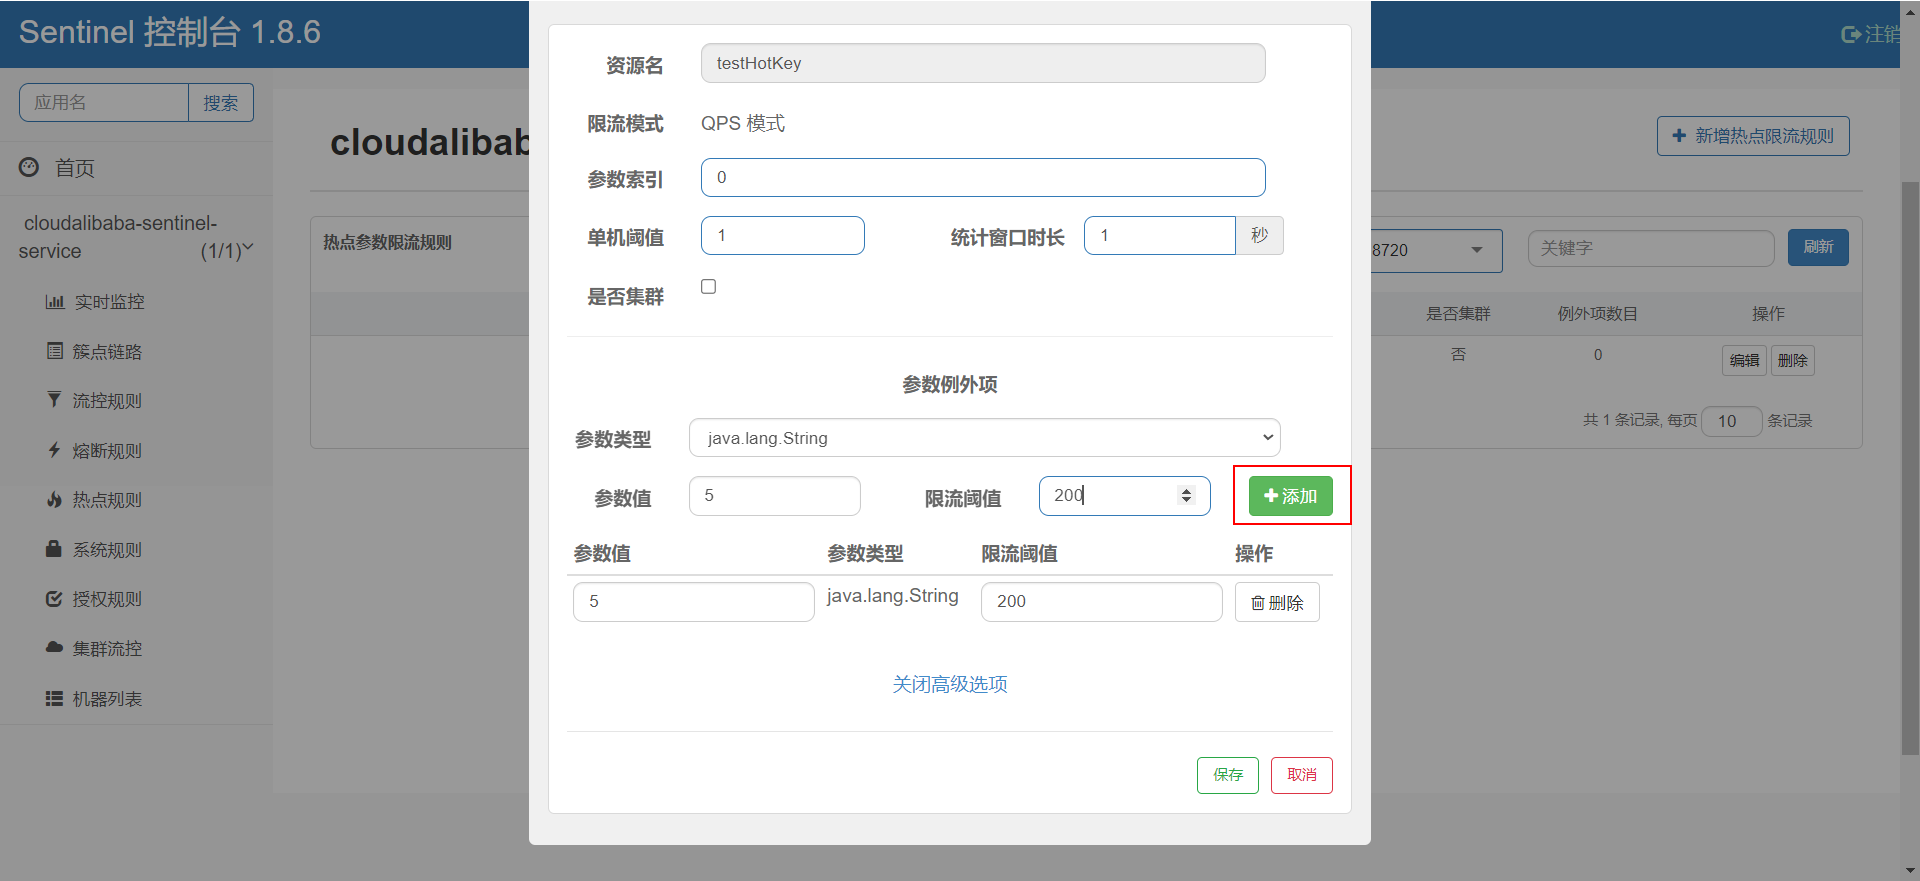 Sentinel 控制台 1.8.6
注销
应用名
搜索
首页
cloudalibaba-sentinel-
service
(1/1)
实时监控
簇点链路
流控规则
熔断规则
热点规则
系统规则
授权规则
集群流控
机器列表
cloudalibab
新增热点限流规则
热点参数限流规则
8720
关键字
刷新
是否集群
例外项数目
操作
否
0
编辑
删除
共 1 条记录, 每页
10
条记录
资源名
testHotKey
限流模式
QPS 模式
参数索引
0
单机阈值
1
统计窗口时长
1
秒
是否集群
参数例外项
参数类型
java.lang.String
参数值
5
限流阈值
200
添加
参数值
参数类型
限流阈值
操作
5
java.lang.String
200
删除
关闭高级选项
保存
取消